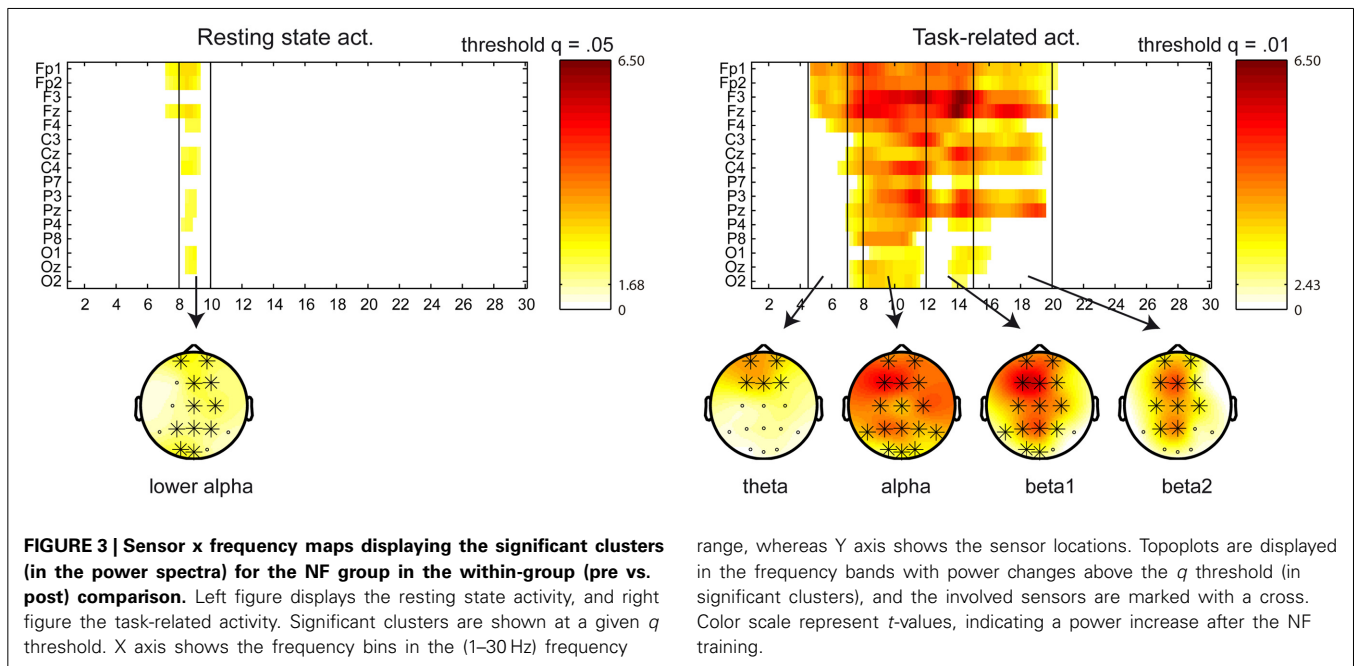 Resting state act.
threshold q = .05
Fp1
Fp2
F3
Fz
F4
C3
Cz
C4
P7
P3
Pz
P4
P8
O1
Oz
O2
2 4 6 8 10 12 14 16 18 20 22 24 26 28 30
6.50
1.68
0
lower alpha
Task-related act.
threshold q = .01
Fp1
Fp2
F3
Fz
F4
C3
Cz
C4
P7
P3
Pz
P4
P8
O1
Oz
O2
2 4 6 8 10 12 14 16 18 20 22 24 26 28 30
6.50
2.43
0
theta
alpha
beta1
beta2
FIGURE 3 | Sensor x frequency maps displaying the significant clusters
(in the power spectra) for the NF group in the within-group (pre vs.
post) comparison. Left figure displays the resting state activity, and right
figure the task-related activity. Significant clusters are shown at a given q
threshold. X axis shows the frequency bins in the (1–30 Hz) frequency
range, whereas Y axis shows the sensor locations. Topoplots are displayed
in the frequency bands with power changes above the q threshold (in
significant clusters), and the involved sensors are marked with a cross.
Color scale represent t-values, indicating a power increase after the NF
training.